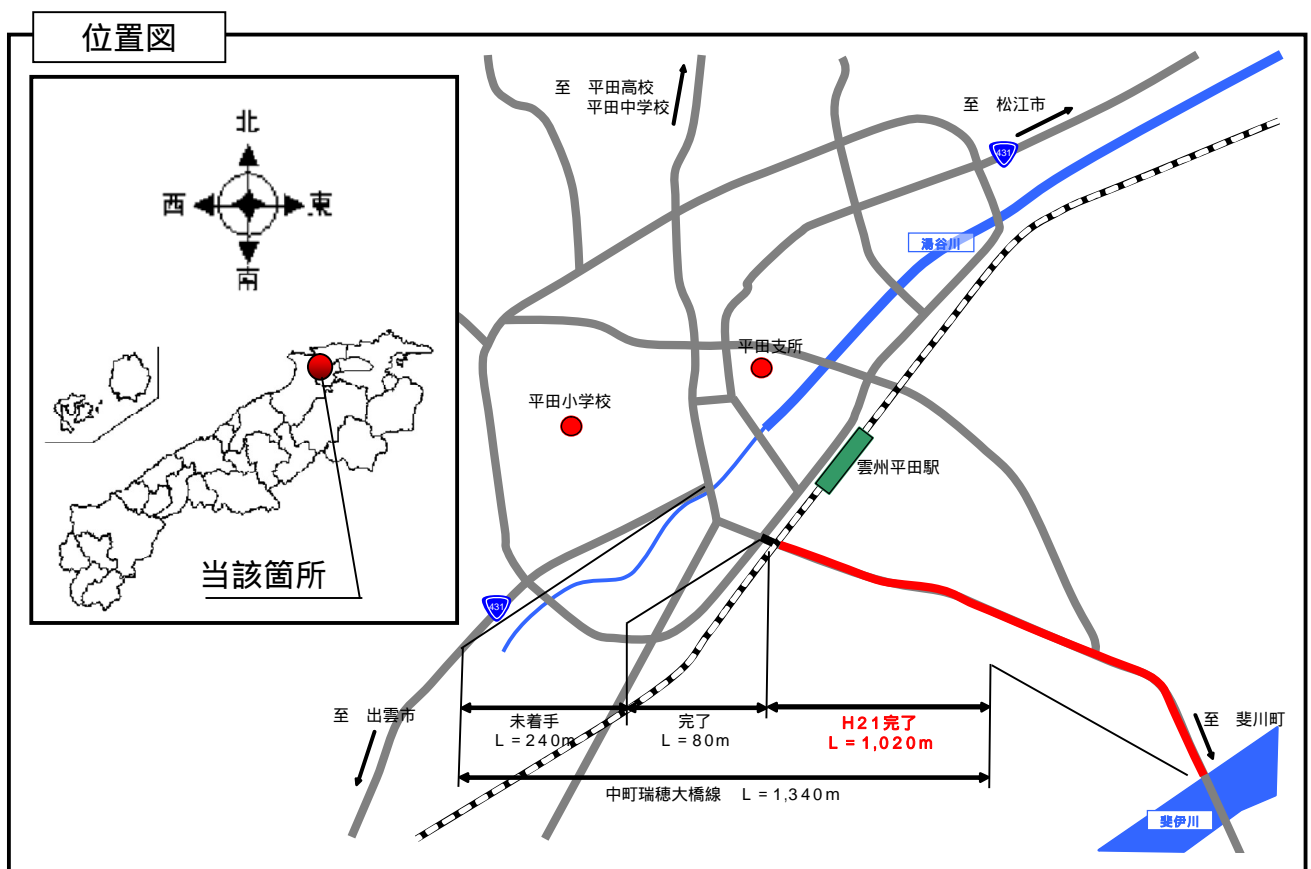 位置図
北
西
東
南
当該箇所
至 平田高校
平田中学校
至 松江市
431
湯谷川
平田支所
平田小学校
雲州平田駅
431
至 出雲市
未着手
L=240m
完了
L=80m
H21完了
L=1,020m
至 斐川町
中町瑞穂大橋線 L=1,340m
斐伊川